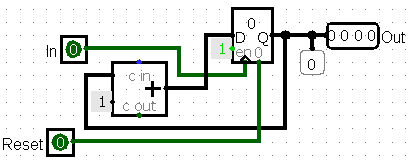 0
In 0
D Q
1 en 0
0 0 0 0 Out
0
c in
+
1
c out
Reset 0